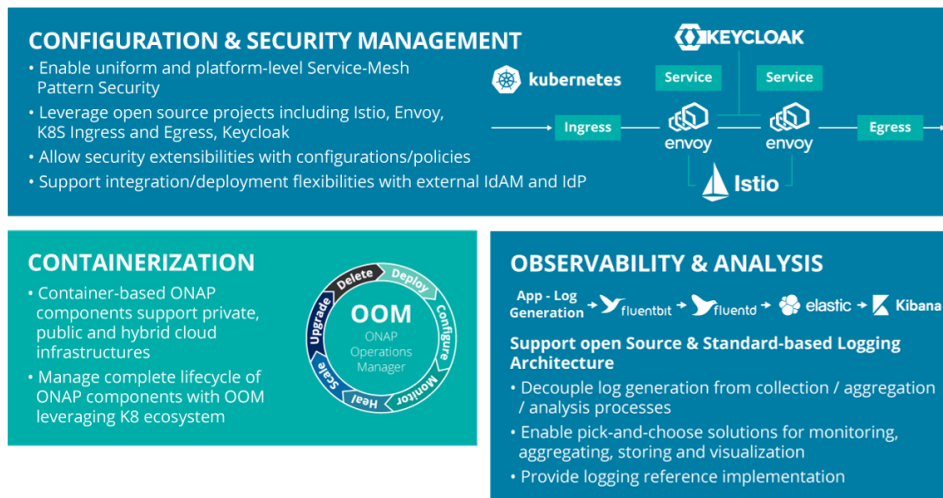 CONFIGURATION & SECURITY MANAGEMENT
• Enable uniform and platform-level Service-Mesh
Pattern Security
• Leverage open source projects including Istio, Envoy,
K8S Ingress and Egress, Keycloak
• Allow security extensibilities with configurations/policies
• Support integration/deployment flexibilities with external IdAM and IdP
KEYCLOAK
kubernetes
Service
Service
Ingress
envoy
envoy
Egress
Istio
CONTAINERIZATION
• Container-based ONAP
components support private,
public and hybrid cloud
infrastructures
• Manage complete lifecycle of
ONAP components with OOM
leveraging K8 ecosystem
OOM
ONAP
Operations
Manager
Deploy
Configure
Monitor
Heal
Scale
Upgrade
Delete
OBSERVABILITY & ANALYSIS
App - Log
Generation
fluentbit
fluentd
elastic
Kibana
Support open Source & Standard-based Logging
Architecture
• Decouple log generation from collection / aggregation
/ analysis processes
• Enable pick-and-choose solutions for monitoring,
aggregating, storing and visualization
• Provide logging reference implementation